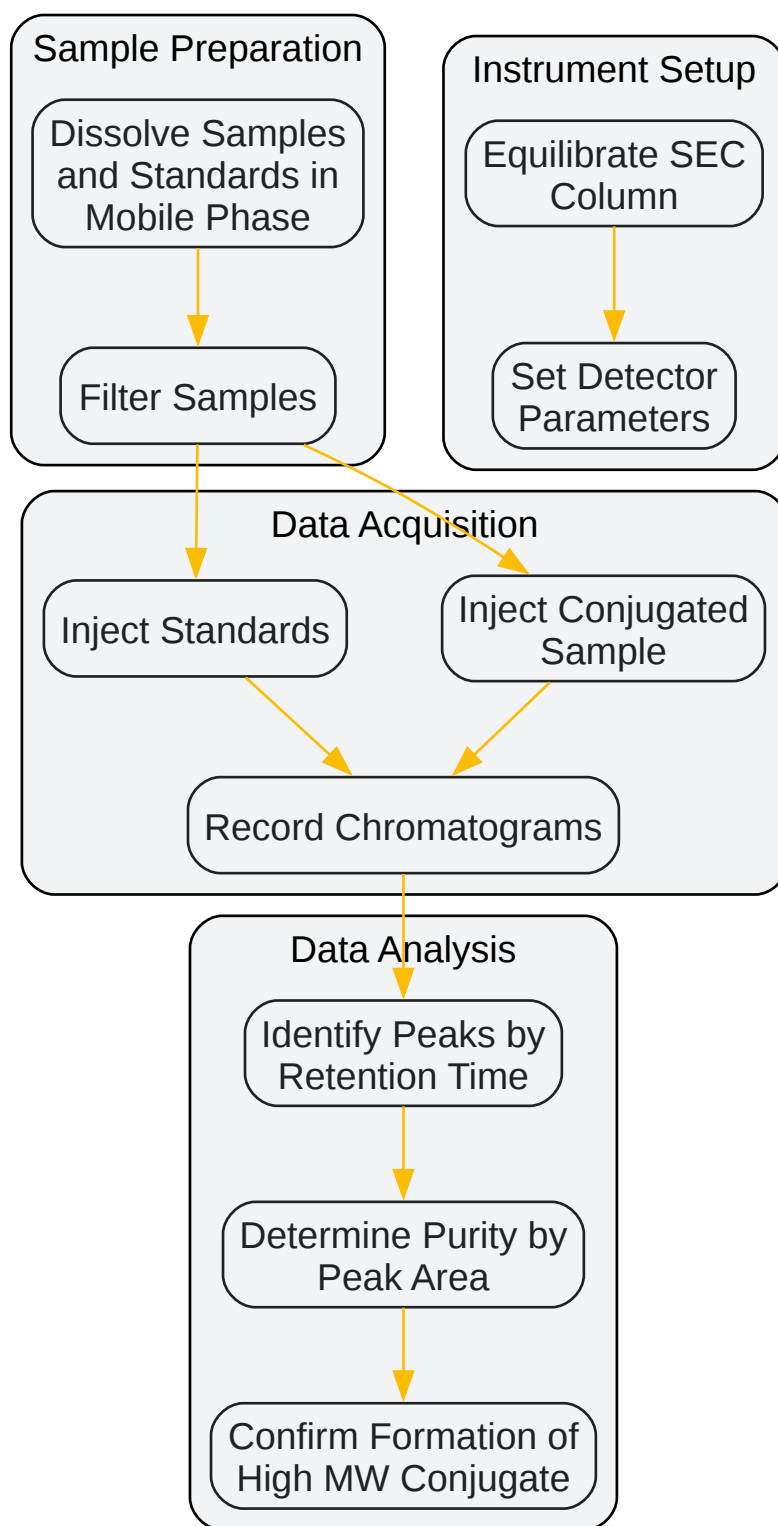 Sample Preparation
Dissolve Samples
and Standards in
Mobile Phase
Filter Samples
Instrument Setup
Equilibrate SEC
Column
Set Detector
Parameters
Data Acquisition
Inject Standards
Inject Conjugated
Sample
Record Chromatograms
Data Analysis
Identify Peaks by
Retention Time
Determine Purity by
Peak Area
Confirm Formation of
High MW Conjugate